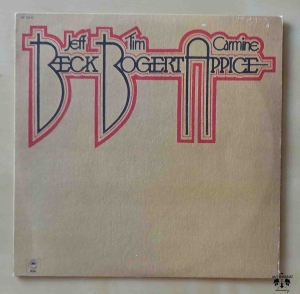 Jeff Tim Carmine
BECK BOGERT APPICE